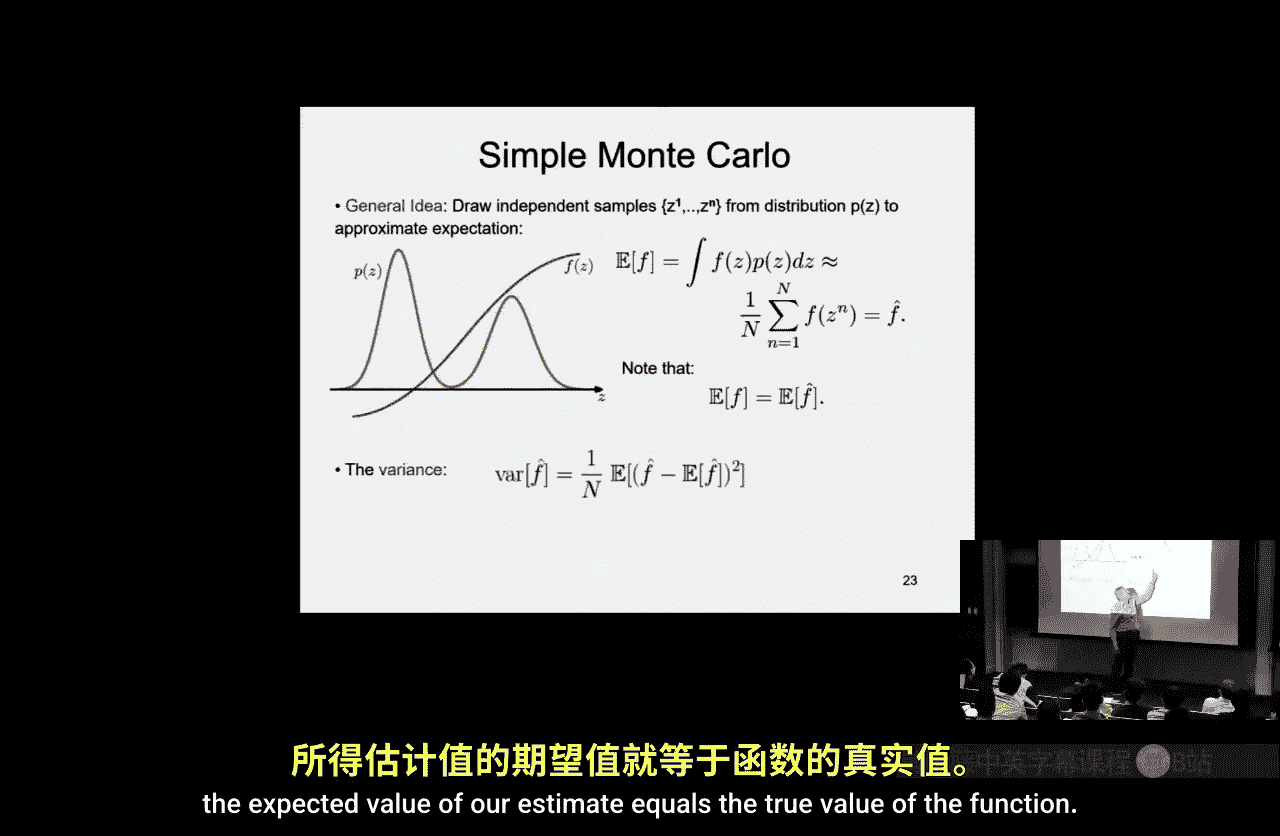 Simple Monte Carlo
• General Idea: Draw independent samples {z¹,..,zⁿ} from distribution p(z) to
approximate expectation:
p(z)
f(z)
z
𝔼[f] = ∫ f(z)p(z)dz ≈
1/N ∑_{n=1}^{N} f(zⁿ) = f̂.
Note that:
𝔼[f] = 𝔼[f̂].
• The variance: var[f̂] = 1/N 𝔼[(f̂ − 𝔼[f̂])²]
23
所得估计值的期望值就等于函数的真实值。
the expected value of our estimate equals the true value of the function.